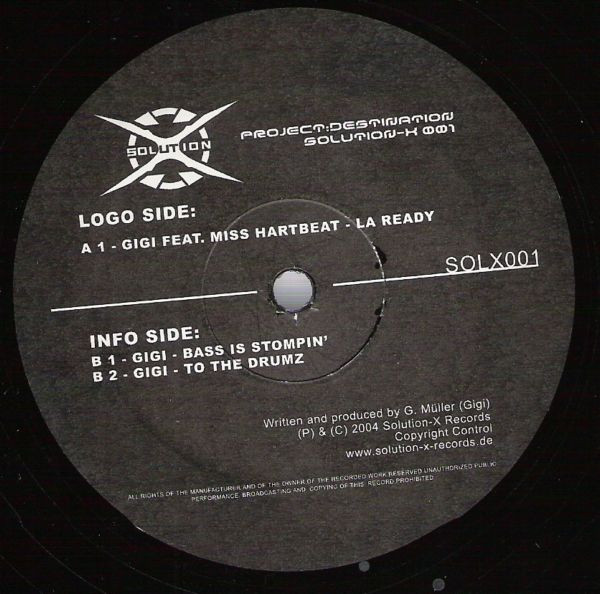 SOLUTION
PROJECT:DESTINATION
SOLUTION-X 001
LOGO SIDE:
A 1 - GIGI FEAT. MISS HARTBEAT - LA READY
SOLX001
INFO SIDE:
B 1 - GIGI - BASS IS STOMPIN'
B 2 - GIGI - TO THE DRUMZ
Written and produced by G. Müller (Gigi)
(P) & (C) 2004 Solution-X Records
Copyright Control
www.solution-x-records.de
ALL RIGHTS OF THE MANUFACTURER AND OF THE OWNER OF THE RECORDED WORK RESERVED UNAUTHORIZED PUBLIC
PERFORMANCE. BROADCASTING AND COPYING OF THIS RECORD PROHIBITED